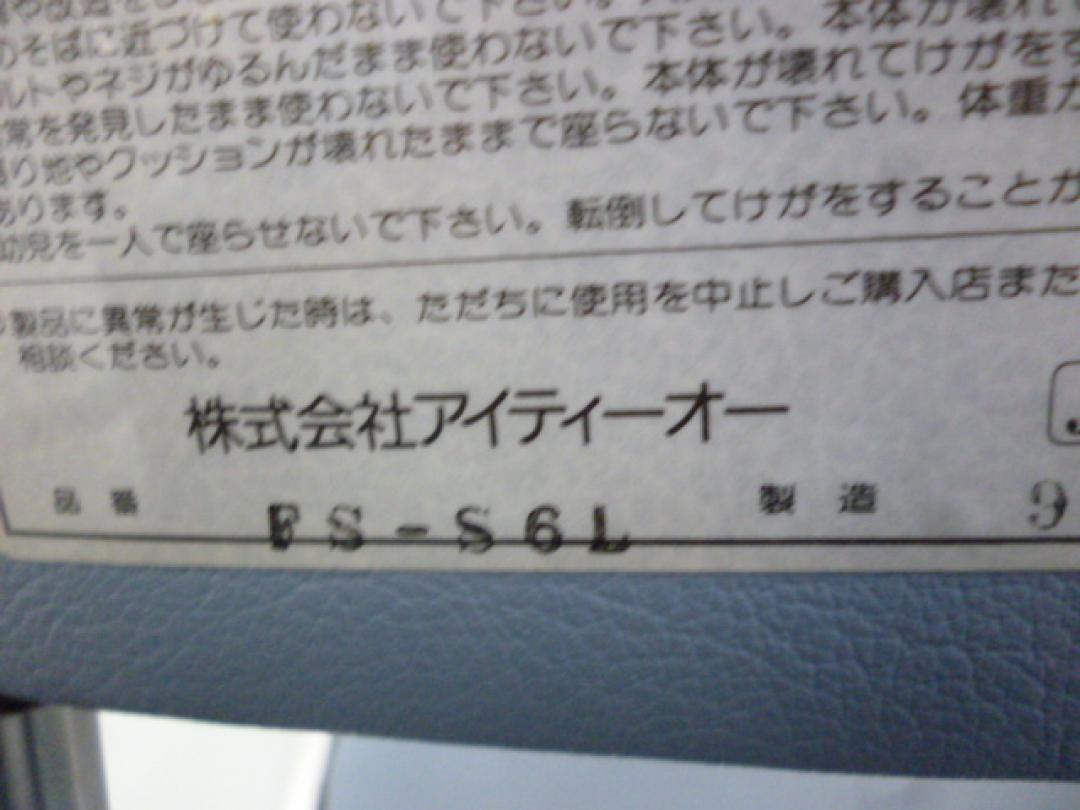 のそばに近づけて使わないで下さい。
ルトやネジがゆるんだまま使わないで下さい。本体が壊れて
常を発見したまま使わないで下さい。本体が壊れてけがをす
り地やクッションが壊れたままで座らないで下さい。体重が
あります。
幼児を一人で座らせないで下さい。転倒してけがをすることが
製品に異常が生じた時は、ただちに使用を中止しご購入店また
相談ください。
株式会社アイティーオー
品番 FS-S6L 製造 9